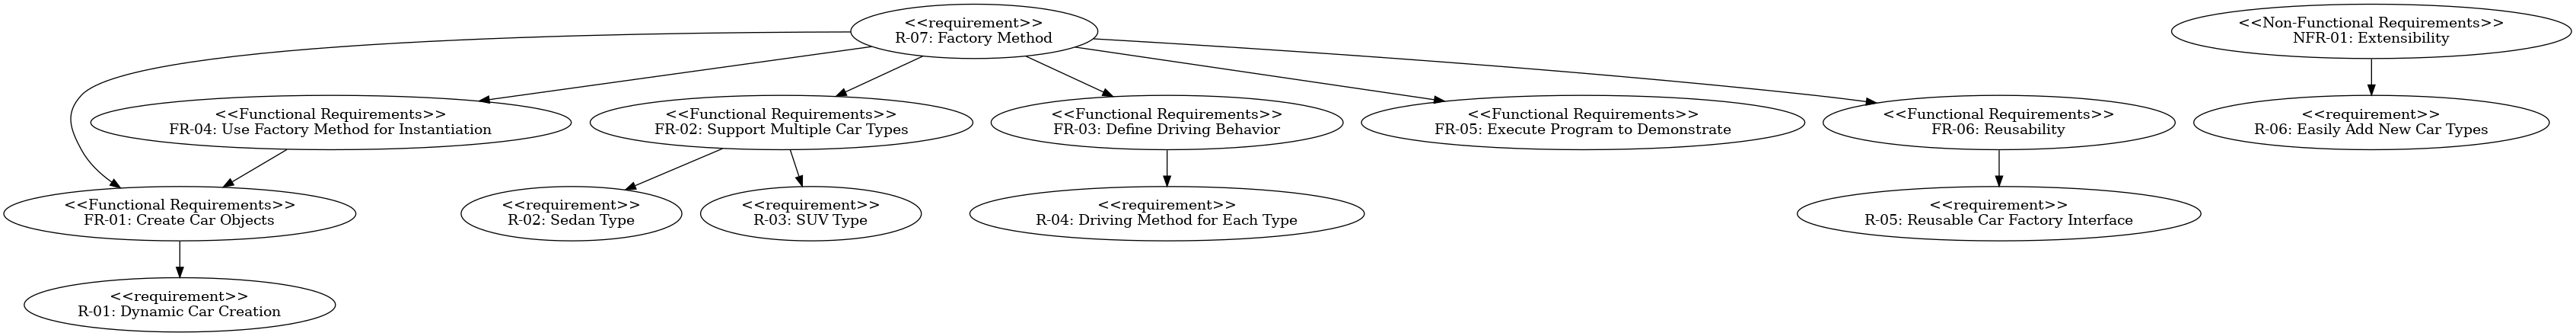 <<requirement>>
R-07: Factory Method
<<Non-Functional Requirements>>
NFR-01: Extensibility
<<Functional Requirements>>
FR-04: Use Factory Method for Instantiation
<<Functional Requirements>>
FR-02: Support Multiple Car Types
<<Functional Requirements>>
FR-03: Define Driving Behavior
<<Functional Requirements>>
FR-05: Execute Program to Demonstrate
<<Functional Requirements>>
FR-06: Reusability
<<requirement>>
R-06: Easily Add New Car Types
<<Functional Requirements>>
FR-01: Create Car Objects
<<requirement>>
R-02: Sedan Type
<<requirement>>
R-03: SUV Type
<<requirement>>
R-04: Driving Method for Each Type
<<requirement>>
R-05: Reusable Car Factory Interface
<<requirement>>
R-01: Dynamic Car Creation